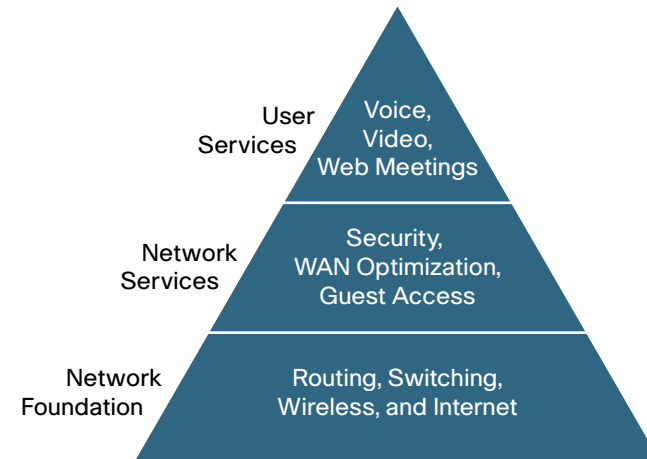 User
Services
Voice,
Video,
Web Meetings
Network
Services
Security,
WAN Optimization,
Guest Access
Network
Foundation
Routing, Switching,
Wireless, and Internet